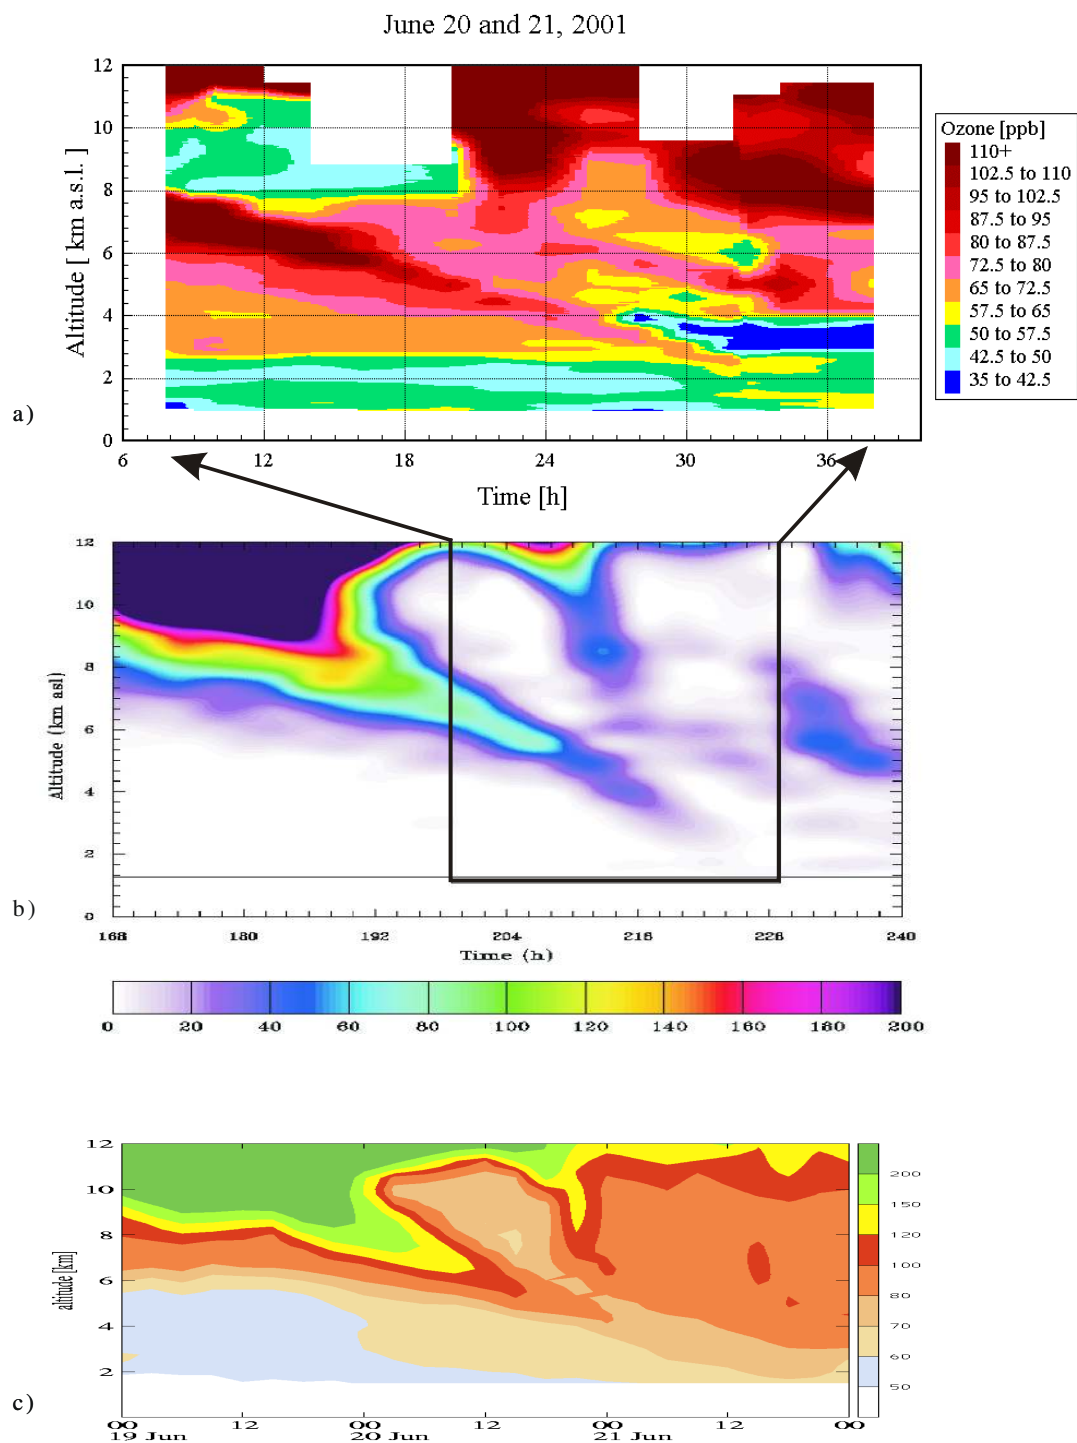 June 20 and 21, 2001
12
10
8
6
4
2
0
Altitude [ km a.s.l. ]
6 12 18 24 30 36
Time [h]
Ozone [ppb]
110+
102.5 to 110
95 to 102.5
87.5 to 95
80 to 87.5
72.5 to 80
65 to 72.5
57.5 to 65
50 to 57.5
42.5 to 50
35 to 42.5
a)
12
10
8
6
4
2
0
Altitude (km asl)
168 180 192 204 216 228 240
Time (h)
b)
0 20 40 60 80 100 120 140 160 180 200
12
10
8
6
4
2
altitude [km]
00 12 00 12 00 12 00
19 Jun 20 Jun 21 Jun
200
150
120
100
80
70
60
50
c)